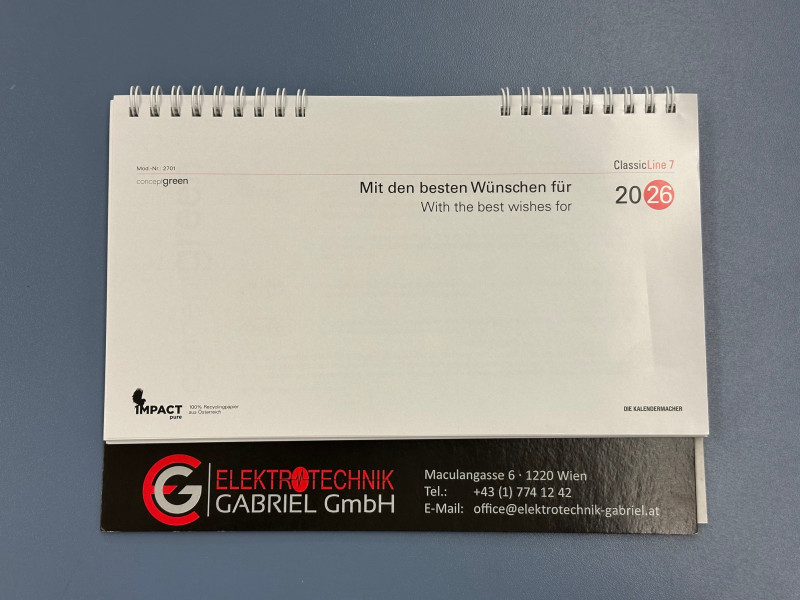 Mod.-Nr.: 2701
ClassicLine 7
conceptgreen
Mit den besten Wünschen für
With the best wishes for
2026
IMPACT
pure
100% Recyclingpapier
aus Österreich
DIE KALENDERMACHER
EG
ELEKTROTECHNIK
GABRIEL GmbH
Maculangasse 6 · 1220 Wien
Tel.: +43 (1) 774 12 42
E-Mail: office@elektrotechnik-gabriel.at